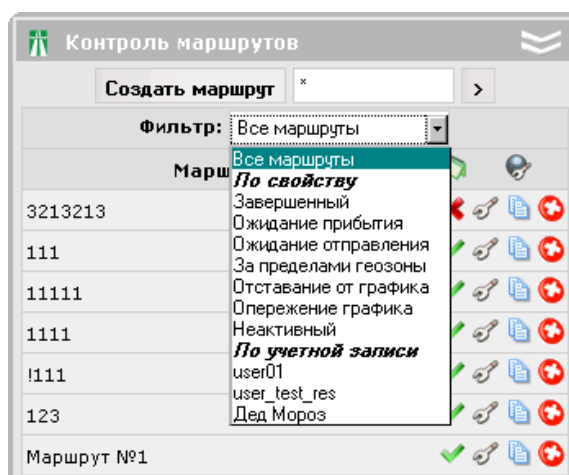 Контроль маршрутов
Создать маршрут * >
Фильтр: Все маршруты
Все маршруты
По свойству
Завершенный
Ожидание прибытия
Ожидание отправления
За пределами геозоны
Отставание от графика
Опережение графика
Неактивный
По учетной записи
user01
user_test_res
Дед Мороз
Марш
3213213
111
11111
1111
!111
123
Маршрут №1